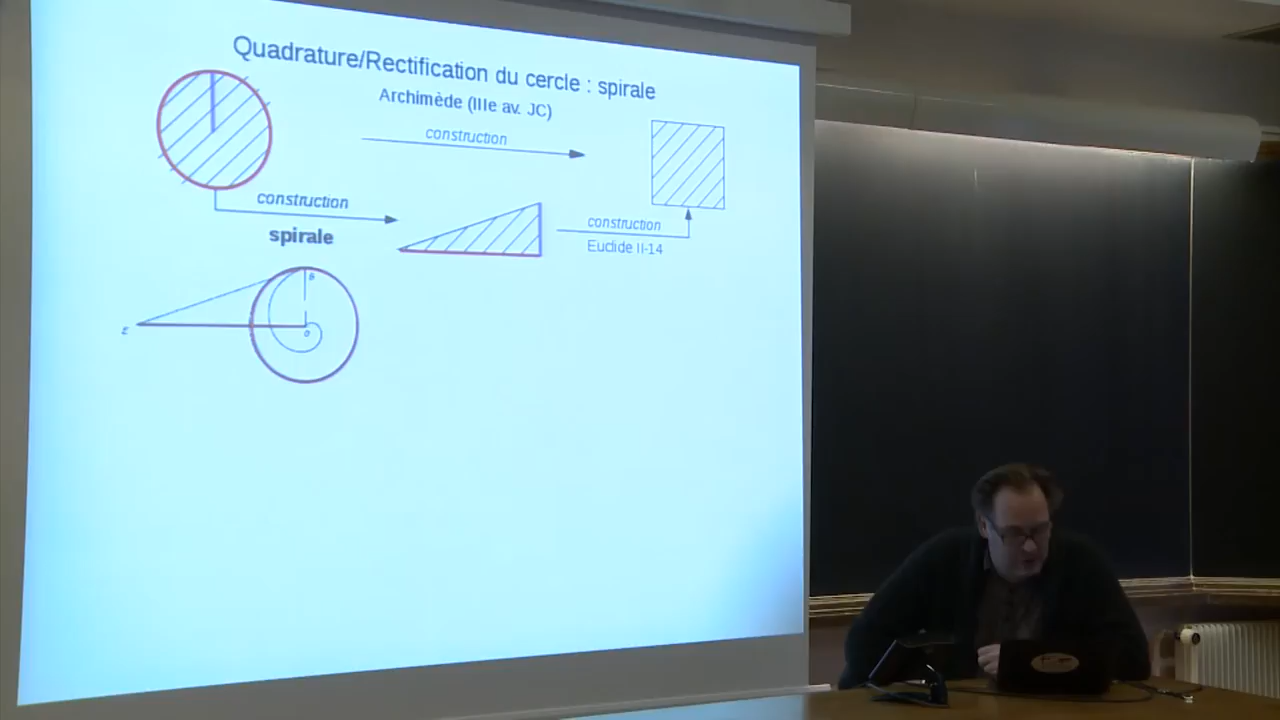 Quadrature/Rectification du cercle : spirale
Archimède (IIIe av. JC)
construction
construction
spirale
construction
Euclide II-14
B
E
O